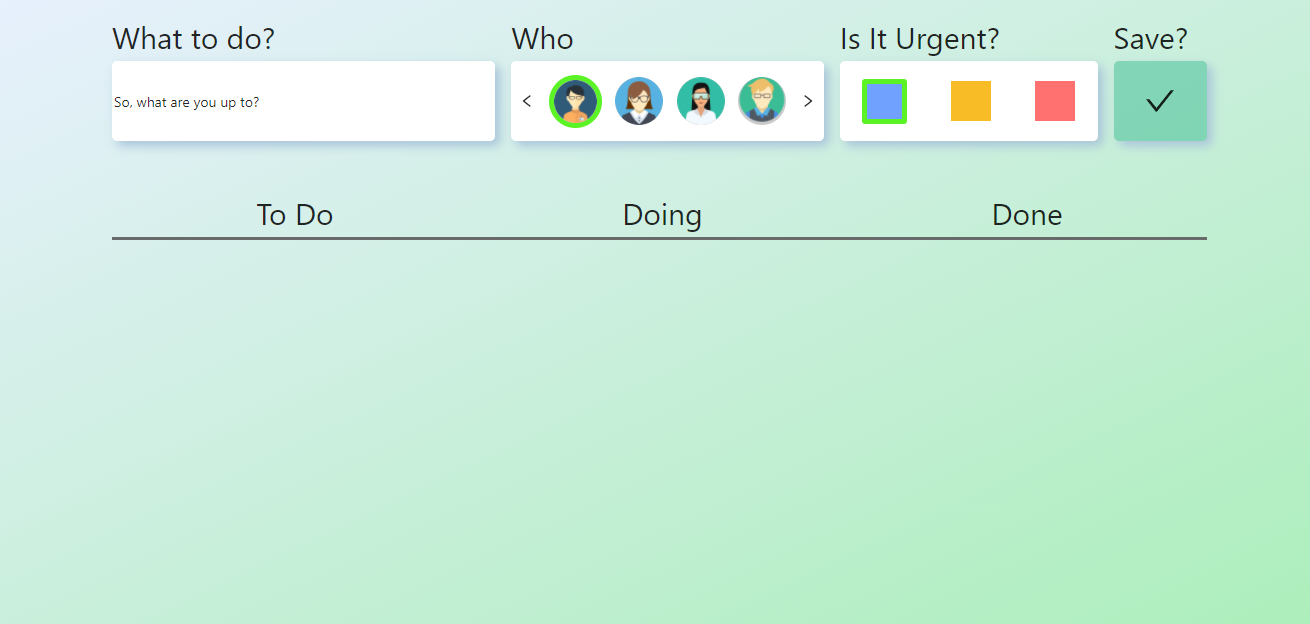 What to do?
Who
Is It Urgent?
Save?
So, what are you up to?
To Do
Doing
Done